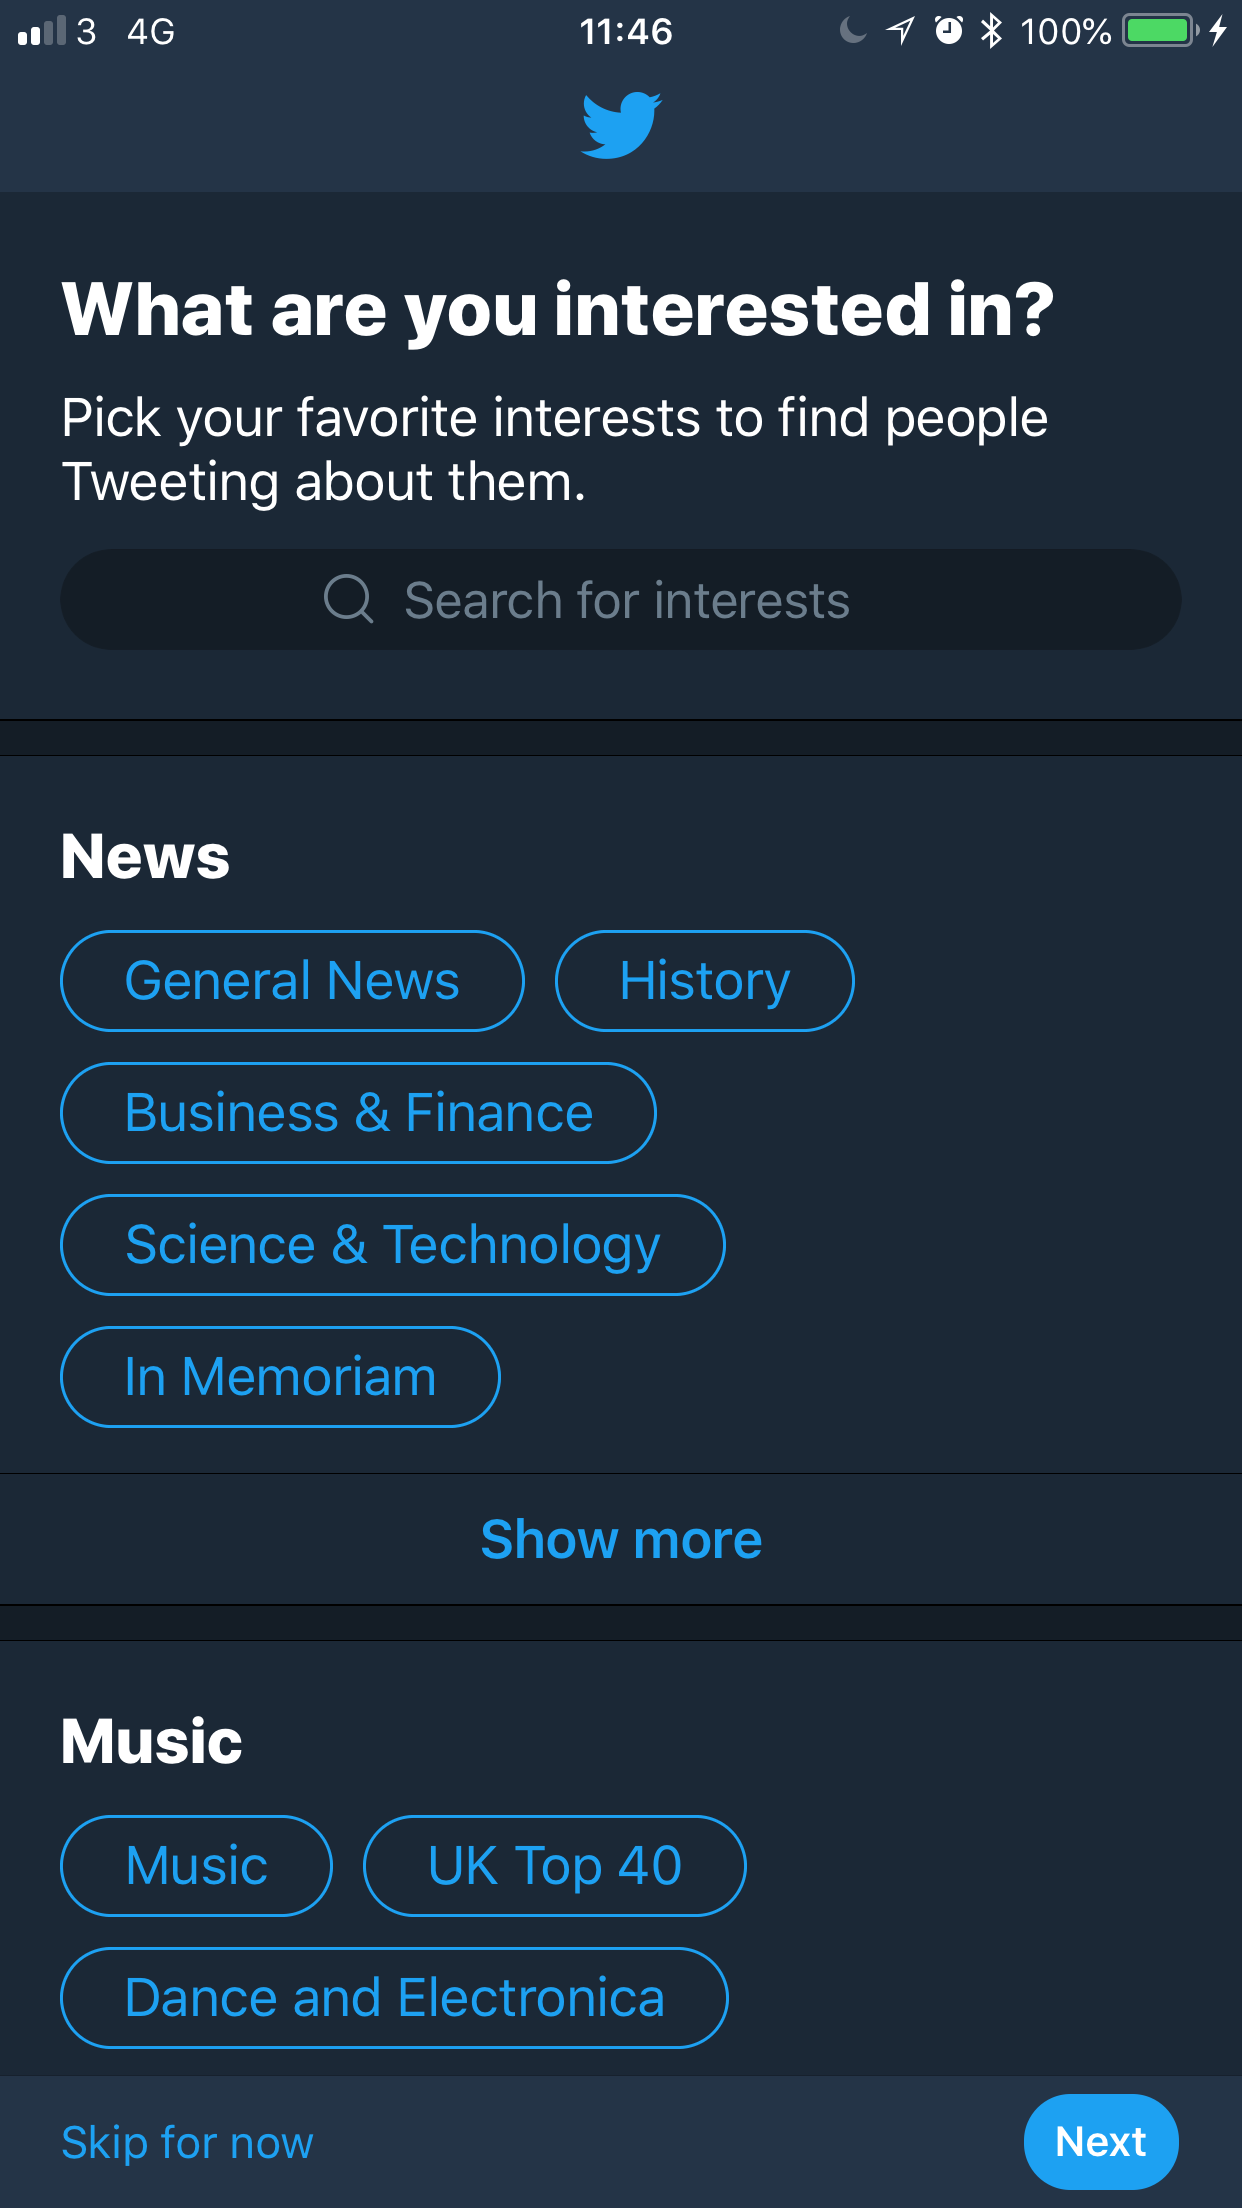 3 4G 11:46 100%
What are you interested in?
Pick your favorite interests to find people
Tweeting about them.
Search for interests
News
General News History
Business & Finance
Science & Technology
In Memoriam
Show more
Music
Music UK Top 40
Dance and Electronica
Skip for now Next